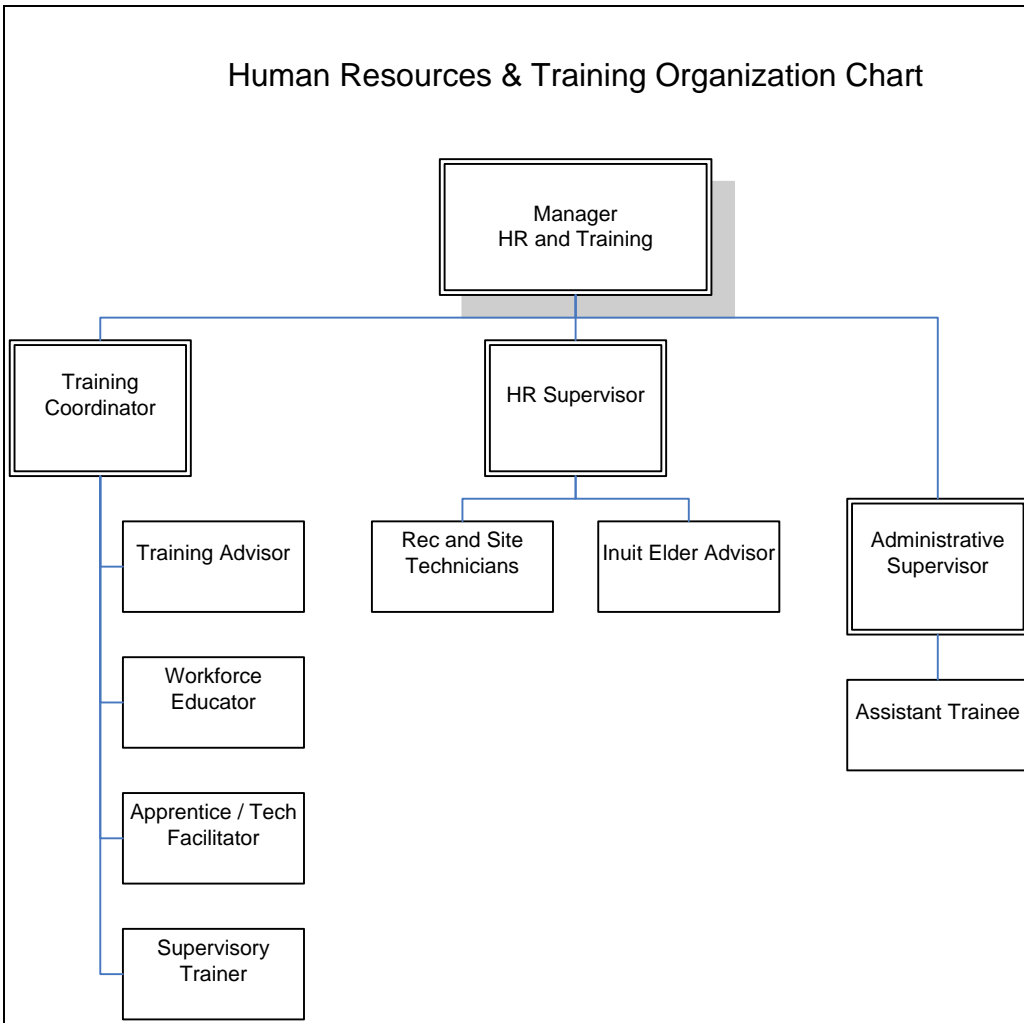 Human Resources & Training Organization Chart
Manager
HR and Training
Training
Coordinator
HR Supervisor
Training Advisor
Rec and Site
Technicians
Inuit Elder Advisor
Administrative
Supervisor
Workforce
Educator
Assistant Trainee
Apprentice / Tech
Facilitator
Supervisory
Trainer